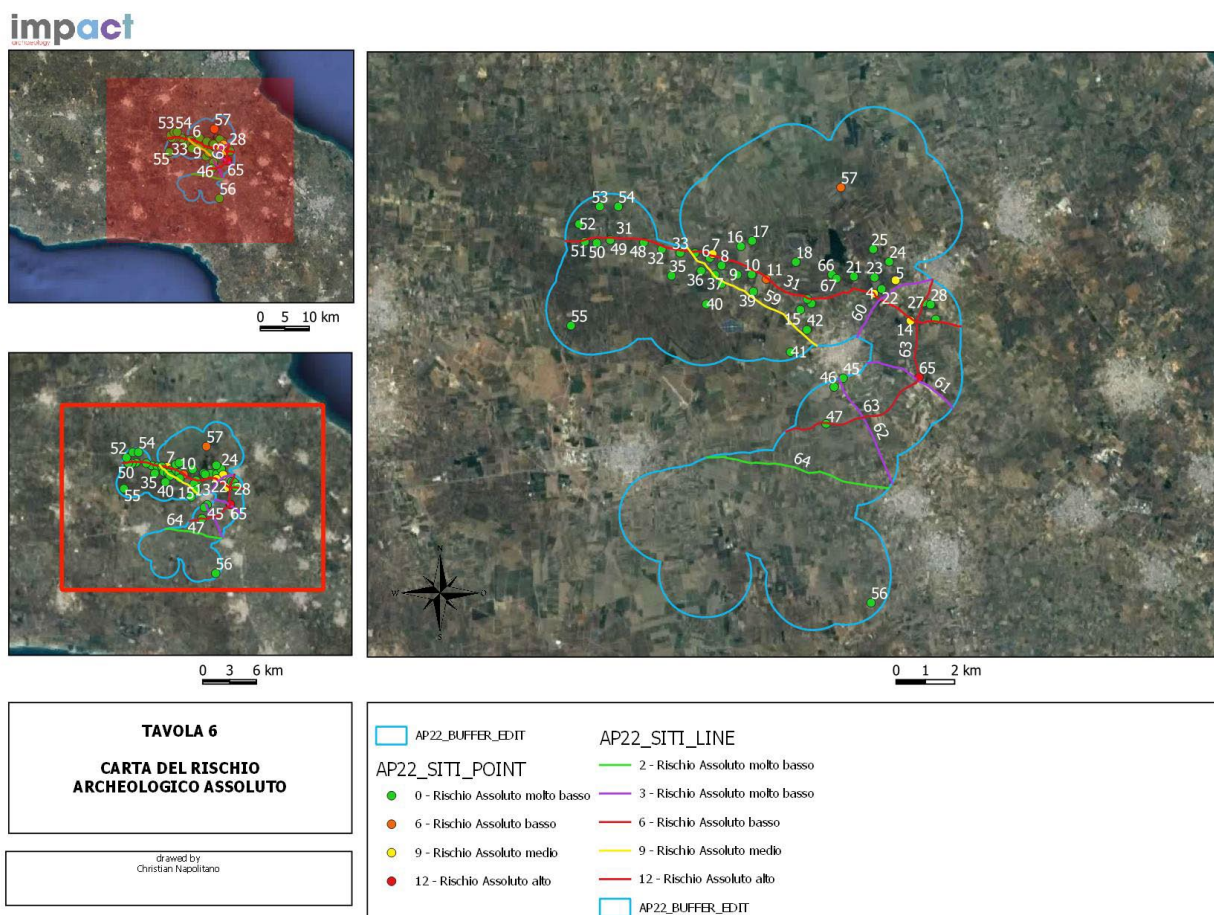 impact
archaeology
53 54 6 57
28
63
55 33 9
46 65
56
0 5 10 km
57
52 54
7 10 24
50
35 22
40 15 13 28
55
45 65
64
47
56
0 3 6 km
57
53 54
52 31 16 17 25
51 50 49 48 33 7 18 24
32 6 8 66 23 5
35 36 9 10 11 31 67 21
37 4 22 27 28
40 39 59
55 15 60 14
42
41 63
46 45 65
61
47 63
62
64
56
N
W O
S
0 1 2 km
TAVOLA 6
CARTA DEL RISCHIO
ARCHEOLOGICO ASSOLUTO
drawed by
Christian Napolitano
AP22_BUFFER_EDIT
AP22_SITI_POINT
0 - Rischio Assoluto molto basso
6 - Rischio Assoluto basso
9 - Rischio Assoluto medio
12 - Rischio Assoluto alto
AP22_SITI_LINE
2 - Rischio Assoluto molto basso
3 - Rischio Assoluto molto basso
6 - Rischio Assoluto basso
9 - Rischio Assoluto medio
12 - Rischio Assoluto alto
AP22_BUFFER_EDIT